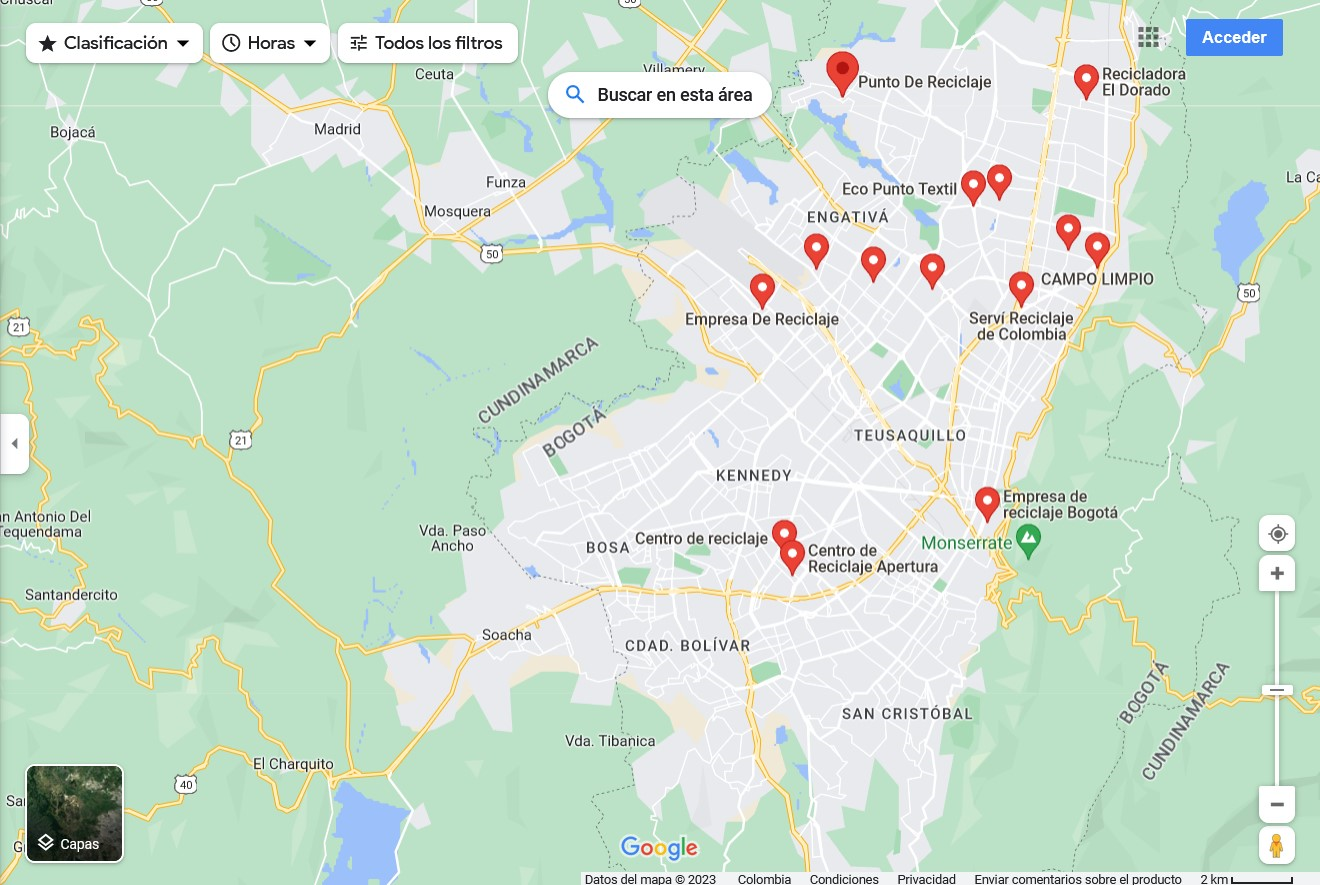 Chuscal
50
50
Clasificación
Horas
Todos los filtros
Acceder
Ceuta
Villamery
Buscar en esta área
Punto De Reciclaje
Recicladora
El Dorado
Bojacá
Madrid
Funza
Eco Punto Textil
La Ca
Mosquera
ENGATIVÁ
50
CAMPO LIMPIO
50
Empresa De Reciclaje
Servi Reciclaje
de Colombia
21
CUNDINAMARCA
BOGOTÁ
21
TEUSAQUILLO
KENNEDY
Empresa de
reciclaje Bogotá
n Antonio Del
Tequendama
Vda. Paso
Ancho
BOSA
Centro de reciclaje
Centro de
Reciclaje Apertura
Monserrate
Santandercito
Soacha
CDAD. BOLÍVAR
BOGOTÁ
CUNDINAMARCA
SAN CRISTÓBAL
Vda. Tibanica
El Charquito
40
Sa
G
Capas
Google
Datos del mapa © 2023 Colombia Condiciones Privacidad Enviar comentarios sobre el producto 2 km